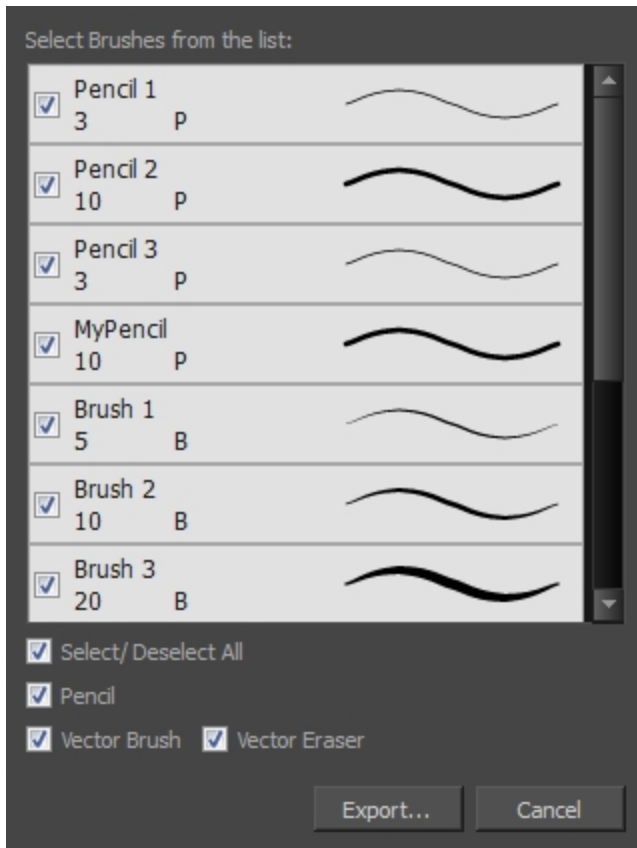 Select Brushes from the list:
Pencil 1
3 P
Pencil 2
10 P
Pencil 3
3 P
MyPencil
10 P
Brush 1
5 B
Brush 2
10 B
Brush 3
20 B
Select/ Deselect All
Pencil
Vector Brush Vector Eraser
Export... Cancel